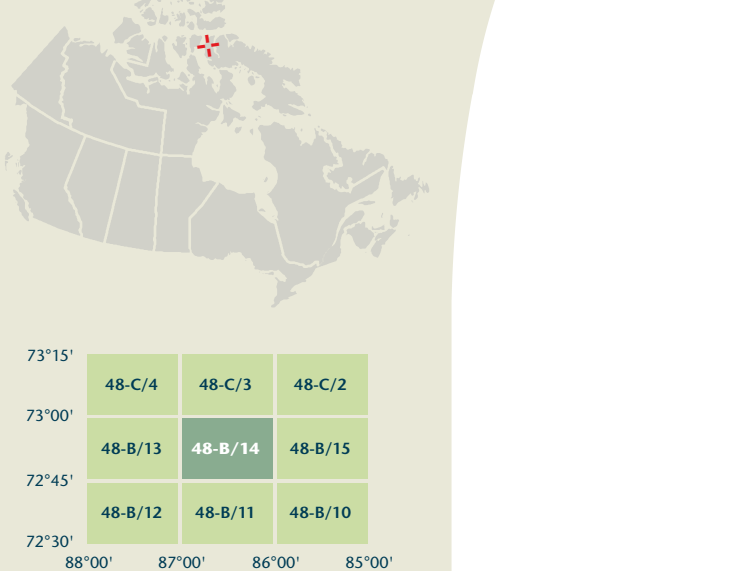 73°15'
48-C/4 48-C/3 48-C/2
73°00'
48-B/13 48-B/14 48-B/15
72°45'
48-B/12 48-B/11 48-B/10
72°30'
88°00' 87°00' 86°00' 85°00'